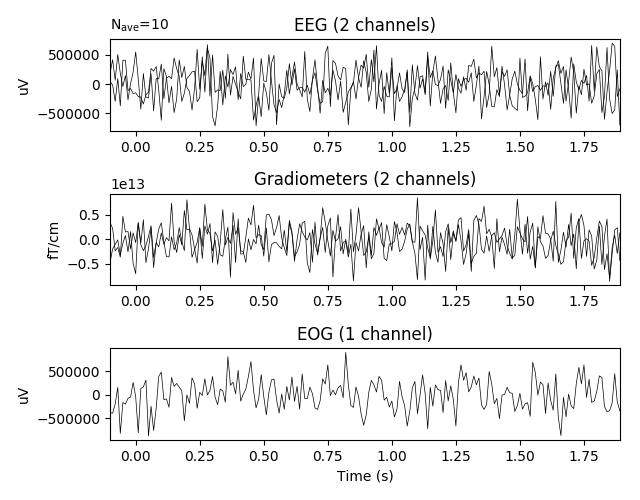 N_ave=10
EEG (2 channels)
500000
0
−500000
uV
0.00 0.25 0.50 0.75 1.00 1.25 1.50 1.75
1e13
Gradiometers (2 channels)
0.5
0.0
−0.5
fT/cm
0.00 0.25 0.50 0.75 1.00 1.25 1.50 1.75
EOG (1 channel)
500000
0
−500000
uV
0.00 0.25 0.50 0.75 1.00 1.25 1.50 1.75
Time (s)